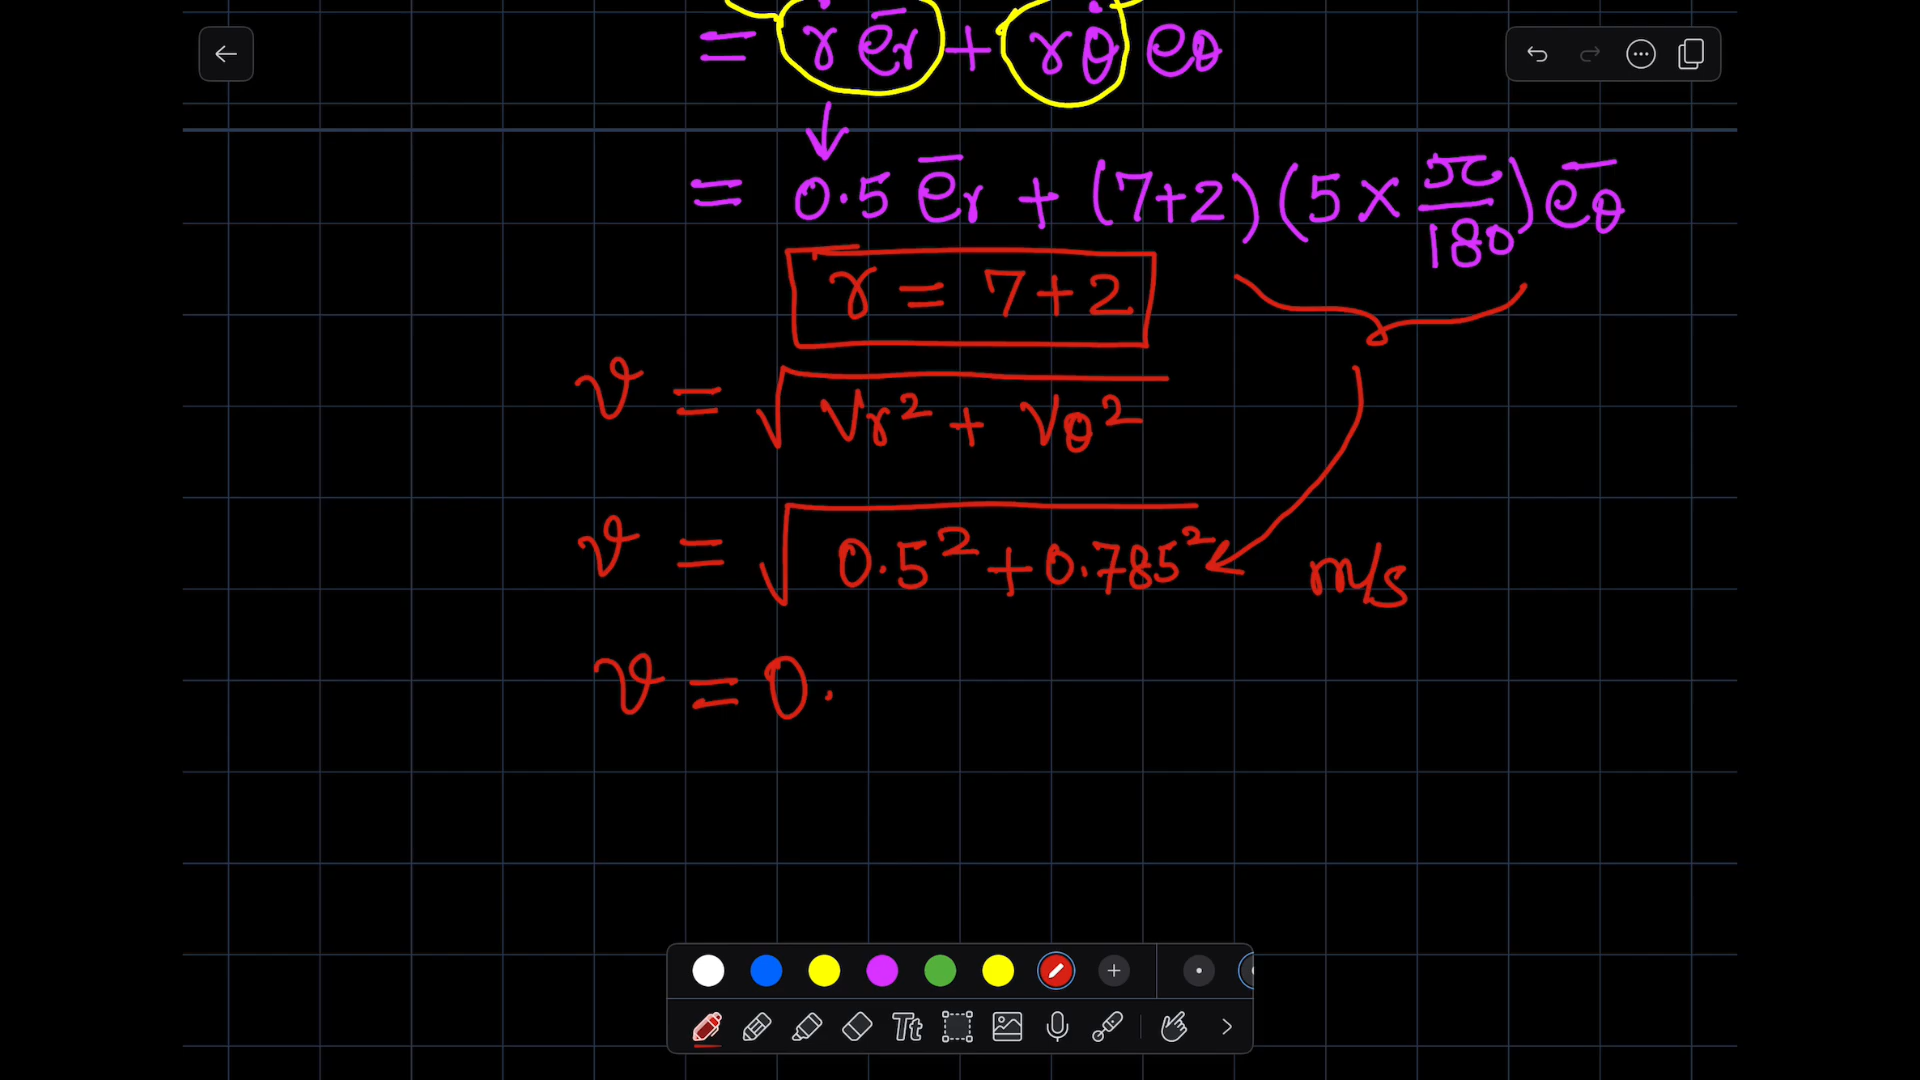 = ṙ ēr + rθ̇ eθ
= 0.5 ēr + (7+2)(5 × π/180) ēθ
r = 7+2
v = √(Vr² + Vθ²)
v = √(0.5² + 0.785²) m/s
v = 0.
Tt